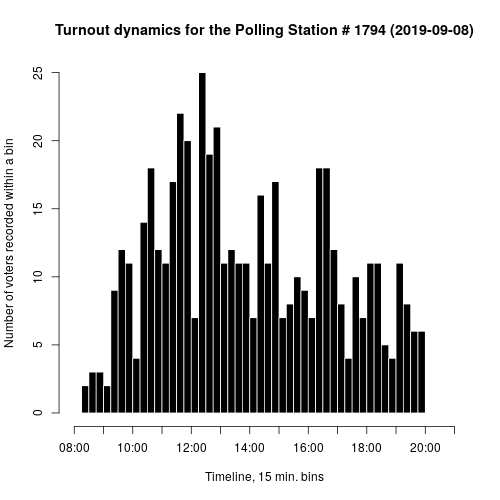 Turnout dynamics for the Polling Station # 1794 (2019-09-08)
Number of voters recorded within a bin
25
20
15
10
5
0
08:00 10:00 12:00 14:00 16:00 18:00 20:00
Timeline, 15 min. bins